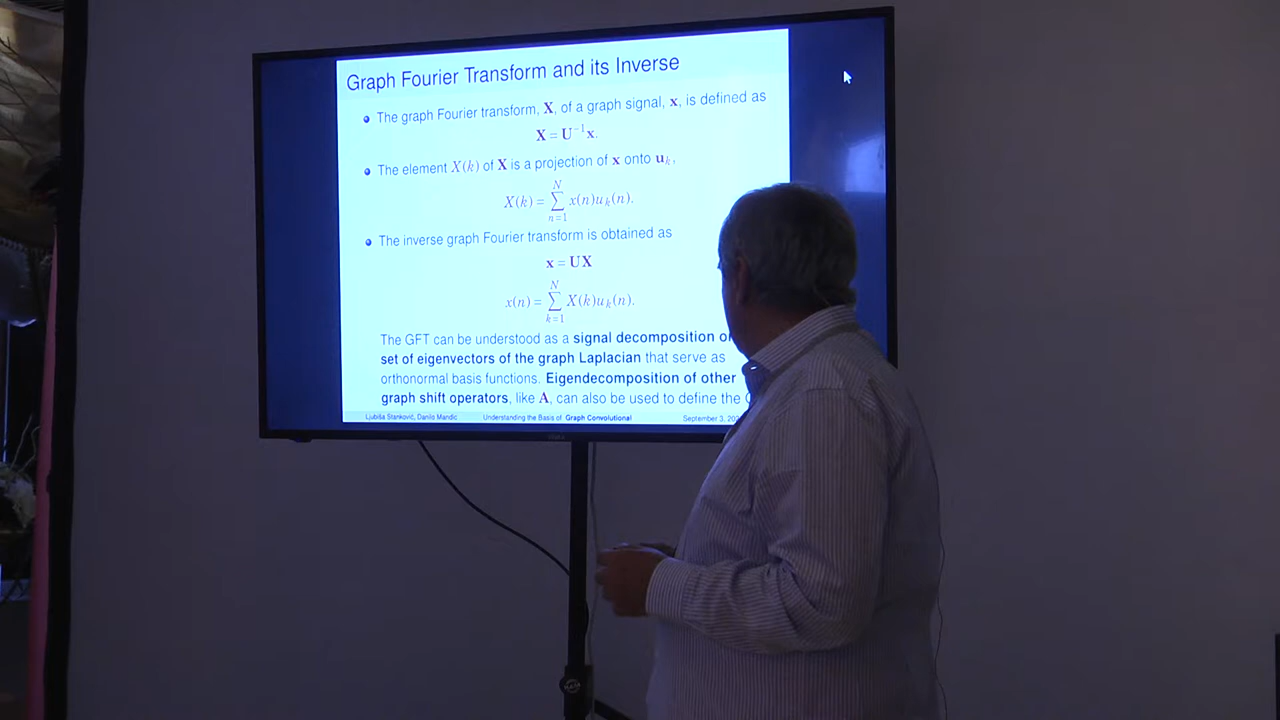 Graph Fourier Transform and its Inverse
The graph Fourier transform, X, of a graph signal, x, is defined as
X = U⁻¹x.
The element X(k) of X is a projection of x onto uₖ,
X(k) = ∑ₙ₌₁ᴺ x(n)uₖ(n).
The inverse graph Fourier transform is obtained as
x = UX
x(n) = ∑ₖ₌₁ᴺ X(k)uₖ(n).
The GFT can be understood as a signal decomposition
set of eigenvectors of the graph Laplacian that serve as
orthonormal basis functions. Eigendecomposition of other
graph shift operators, like A, can also be used to define the
Ljubiša Stanković, Danilo Mandic Understanding the Basis of Graph Convolutional September 3,